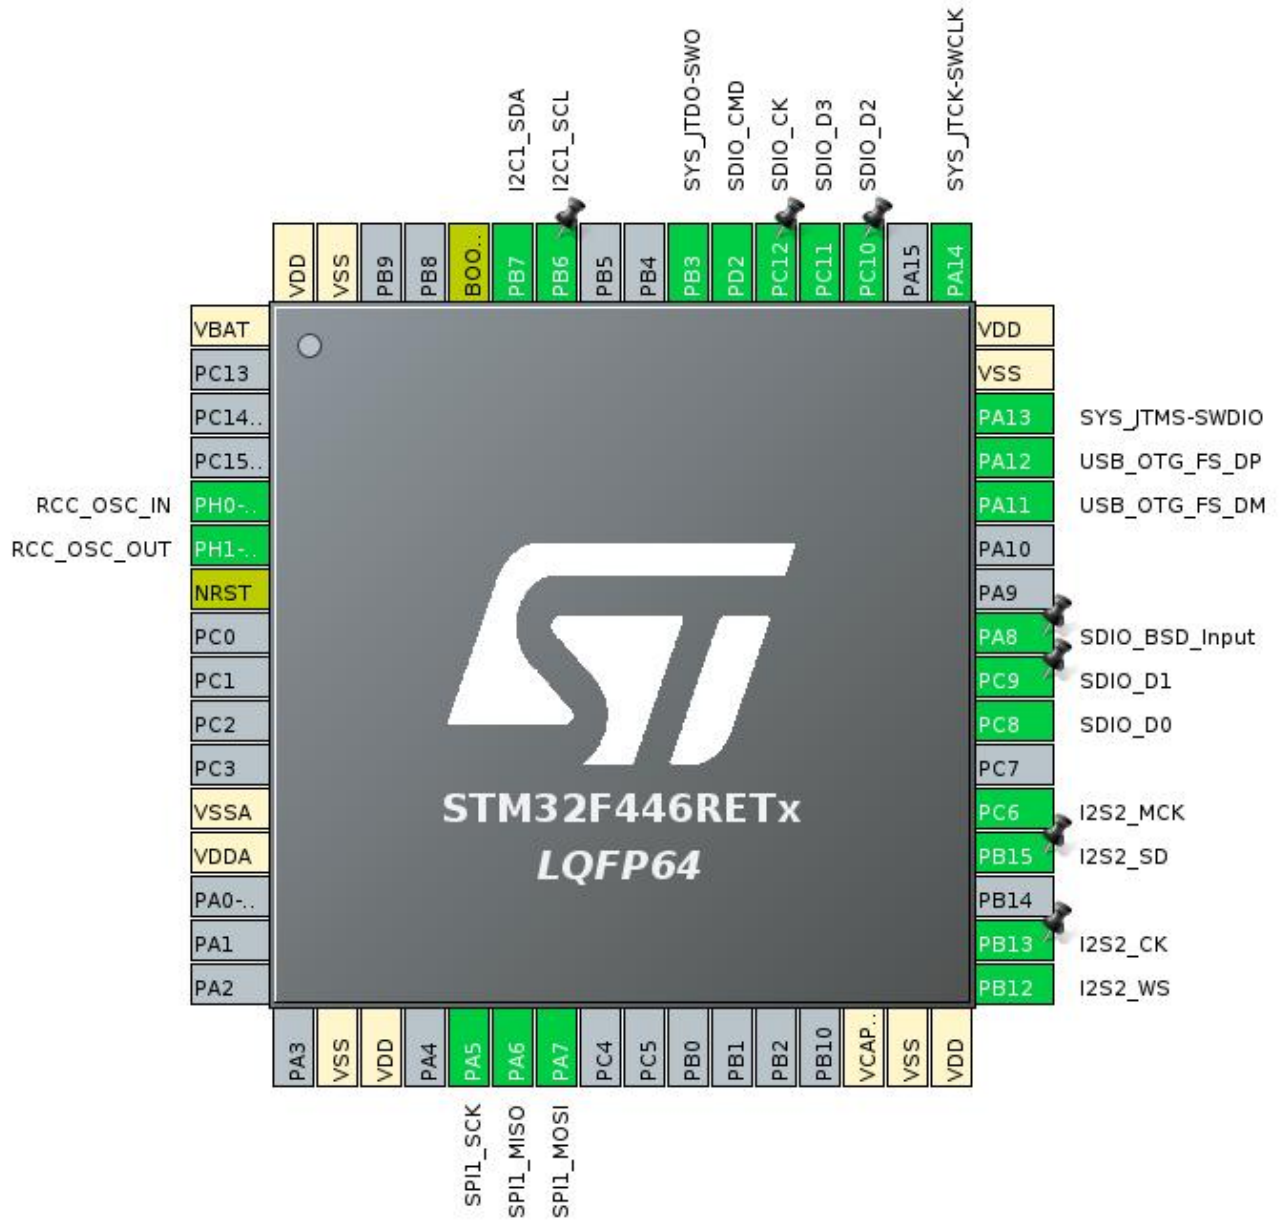 I2C1_SDA
I2C1_SCL
SYS_JTDO-SWO
SDIO_CMD
SDIO_CK
SDIO_D3
SDIO_D2
SYS_JTCK-SWCLK
VDD
VSS
PB9
PB8
BOO..
PB7
PB6
PB5
PB4
PB3
PD2
PC12
PC11
PC10
PA15
PA14
VBAT
PC13
PC14..
PC15..
RCC_OSC_IN PH0-..
RCC_OSC_OUT PH1-..
NRST
PC0
PC1
PC2
PC3
VSSA
VDDA
PA0-..
PA1
PA2
ST
STM32F446RETx
LQFP64
VDD
VSS
PA13 SYS_JTMS-SWDIO
PA12 USB_OTG_FS_DP
PA11 USB_OTG_FS_DM
PA10
PA9
PA8 SDIO_BSD_Input
PC9 SDIO_D1
PC8 SDIO_D0
PC7
PC6 I2S2_MCK
PB15 I2S2_SD
PB14
PB13 I2S2_CK
PB12 I2S2_WS
PA3
VSS
VDD
PA4
PA5
PA6
PA7
PC4
PC5
PB0
PB1
PB2
PB10
VCAP..
VSS
VDD
SPI1_SCK
SPI1_MISO
SPI1_MOSI